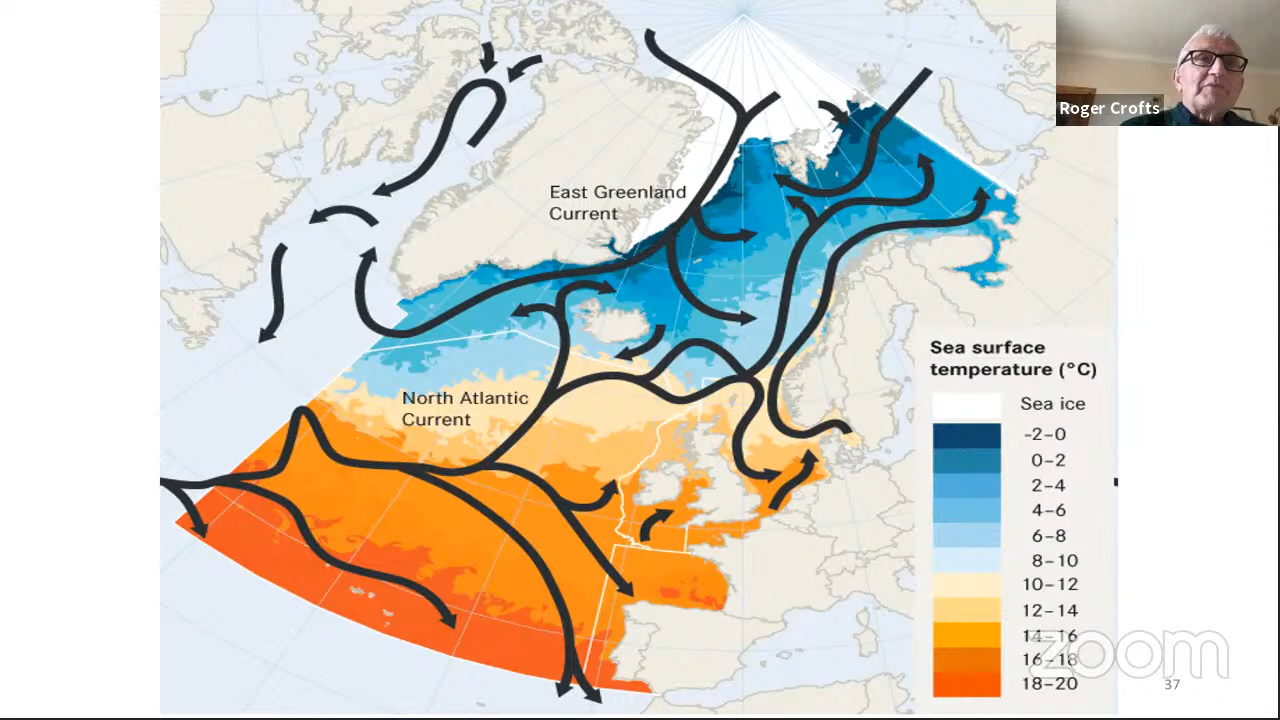 Roger Crofts
East Greenland
Current
North Atlantic
Current
Sea surface
temperature (°C)
Sea ice
-2-0
0-2
2-4
4-6
6-8
8-10
10-12
12-14
14-16
16-18
18-20
zoom
37